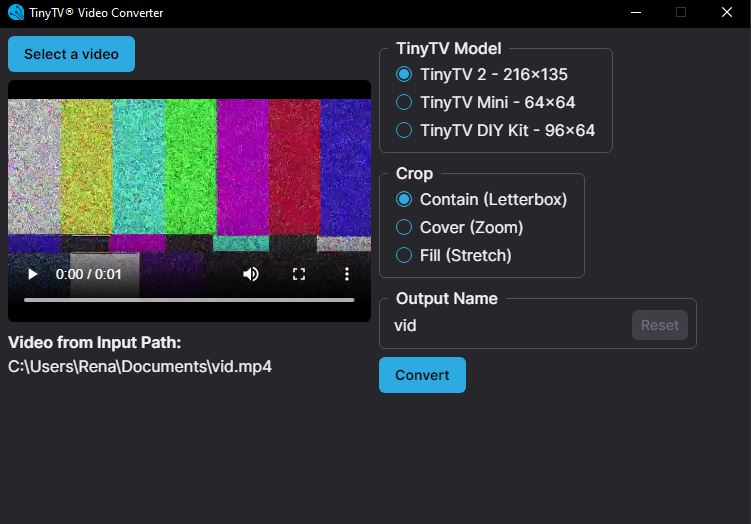 TinyTV® Video Converter
Select a video
0:00 / 0:01
Video from Input Path:
C:\Users\Rena\Documents\vid.mp4
TinyTV Model
TinyTV 2 - 216×135
TinyTV Mini - 64×64
TinyTV DIY Kit - 96×64
Crop
Contain (Letterbox)
Cover (Zoom)
Fill (Stretch)
Output Name
vid
Reset
Convert